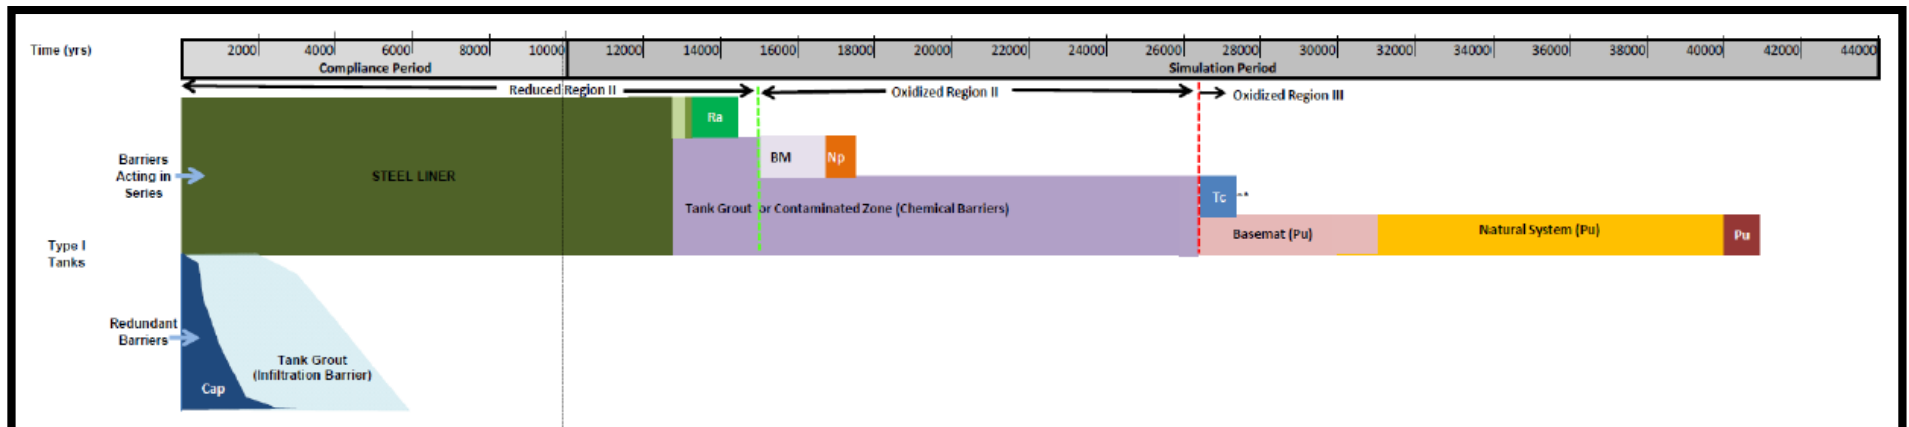 Time (yrs)
2000 4000 6000 8000 10000 12000 14000 16000 18000 20000 22000 24000 26000 28000 30000 32000 34000 36000 38000 40000 42000 44000
Compliance Period Simulation Period
Reduced Region II Oxidized Region II Oxidized Region III
Ra
BM Np
Barriers
Acting in
Series
STEEL LINER
Tc **
Tank Grout or Contaminated Zone (Chemical Barriers)
Basemat (Pu) Natural System (Pu) Pu
Type I
Tanks
Redundant
Barriers
Tank Grout
(Infiltration Barrier)
Cap